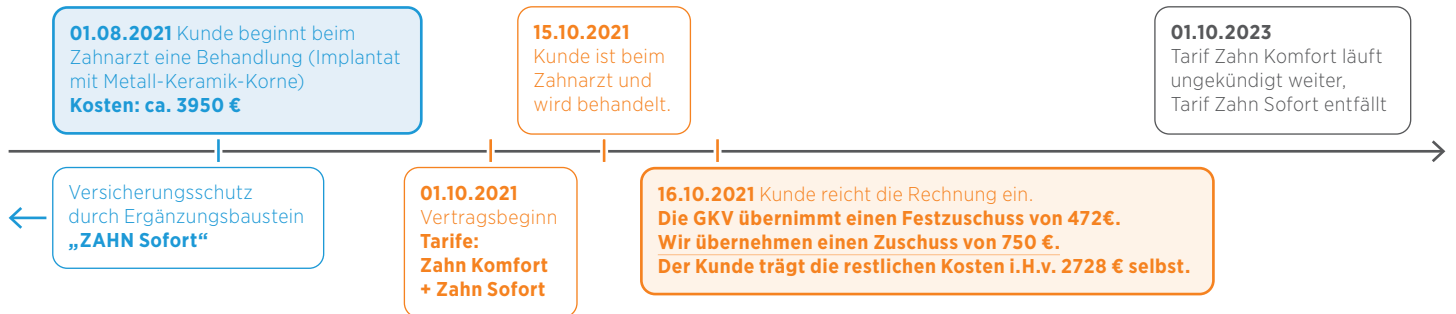 01.08.2021 Kunde beginnt beim
Zahnarzt eine Behandlung (Implantat
mit Metall-Keramik-Korne)
Kosten: ca. 3950 €
15.10.2021
Kunde ist beim
Zahnarzt und
wird behandelt.
01.10.2023
Tarif Zahn Komfort läuft
ungekündigt weiter,
Tarif Zahn Sofort entfällt
Versicherungsschutz
durch Ergänzungsbaustein
„ZAHN Sofort“
01.10.2021
Vertragsbeginn
Tarife:
Zahn Komfort
+ Zahn Sofort
16.10.2021 Kunde reicht die Rechnung ein.
Die GKV übernimmt einen Festzuschuss von 472€.
Wir übernehmen einen Zuschuss von 750 €.
Der Kunde trägt die restlichen Kosten i.H.v. 2728 € selbst.